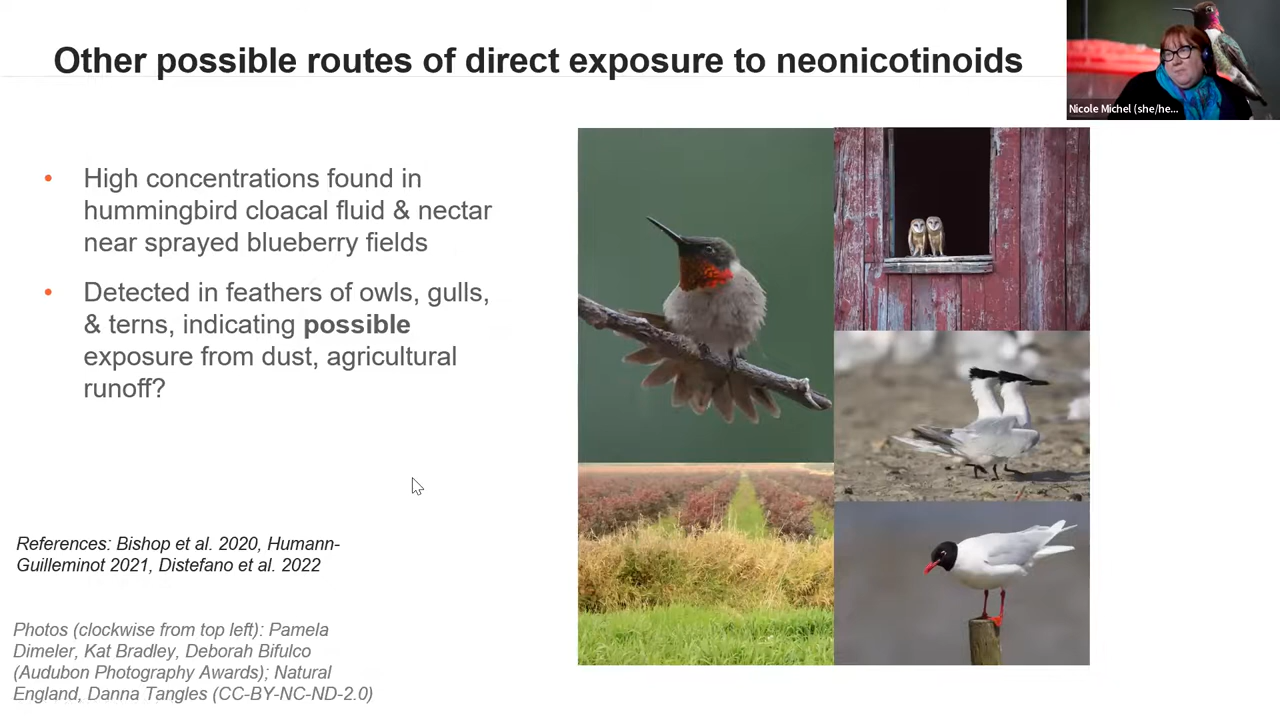 Other possible routes of direct exposure to neonicotinoids
Nicole Michel (she/he...
• High concentrations found in
hummingbird cloacal fluid & nectar
near sprayed blueberry fields
• Detected in feathers of owls, gulls,
& terns, indicating possible
exposure from dust, agricultural
runoff?
References: Bishop et al. 2020, Humann-
Guilleminot 2021, Distefano et al. 2022
Photos (clockwise from top left): Pamela
Dimeler, Kat Bradley, Deborah Bifulco
(Audubon Photography Awards); Natural
England, Danna Tangles (CC-BY-NC-ND-2.0)